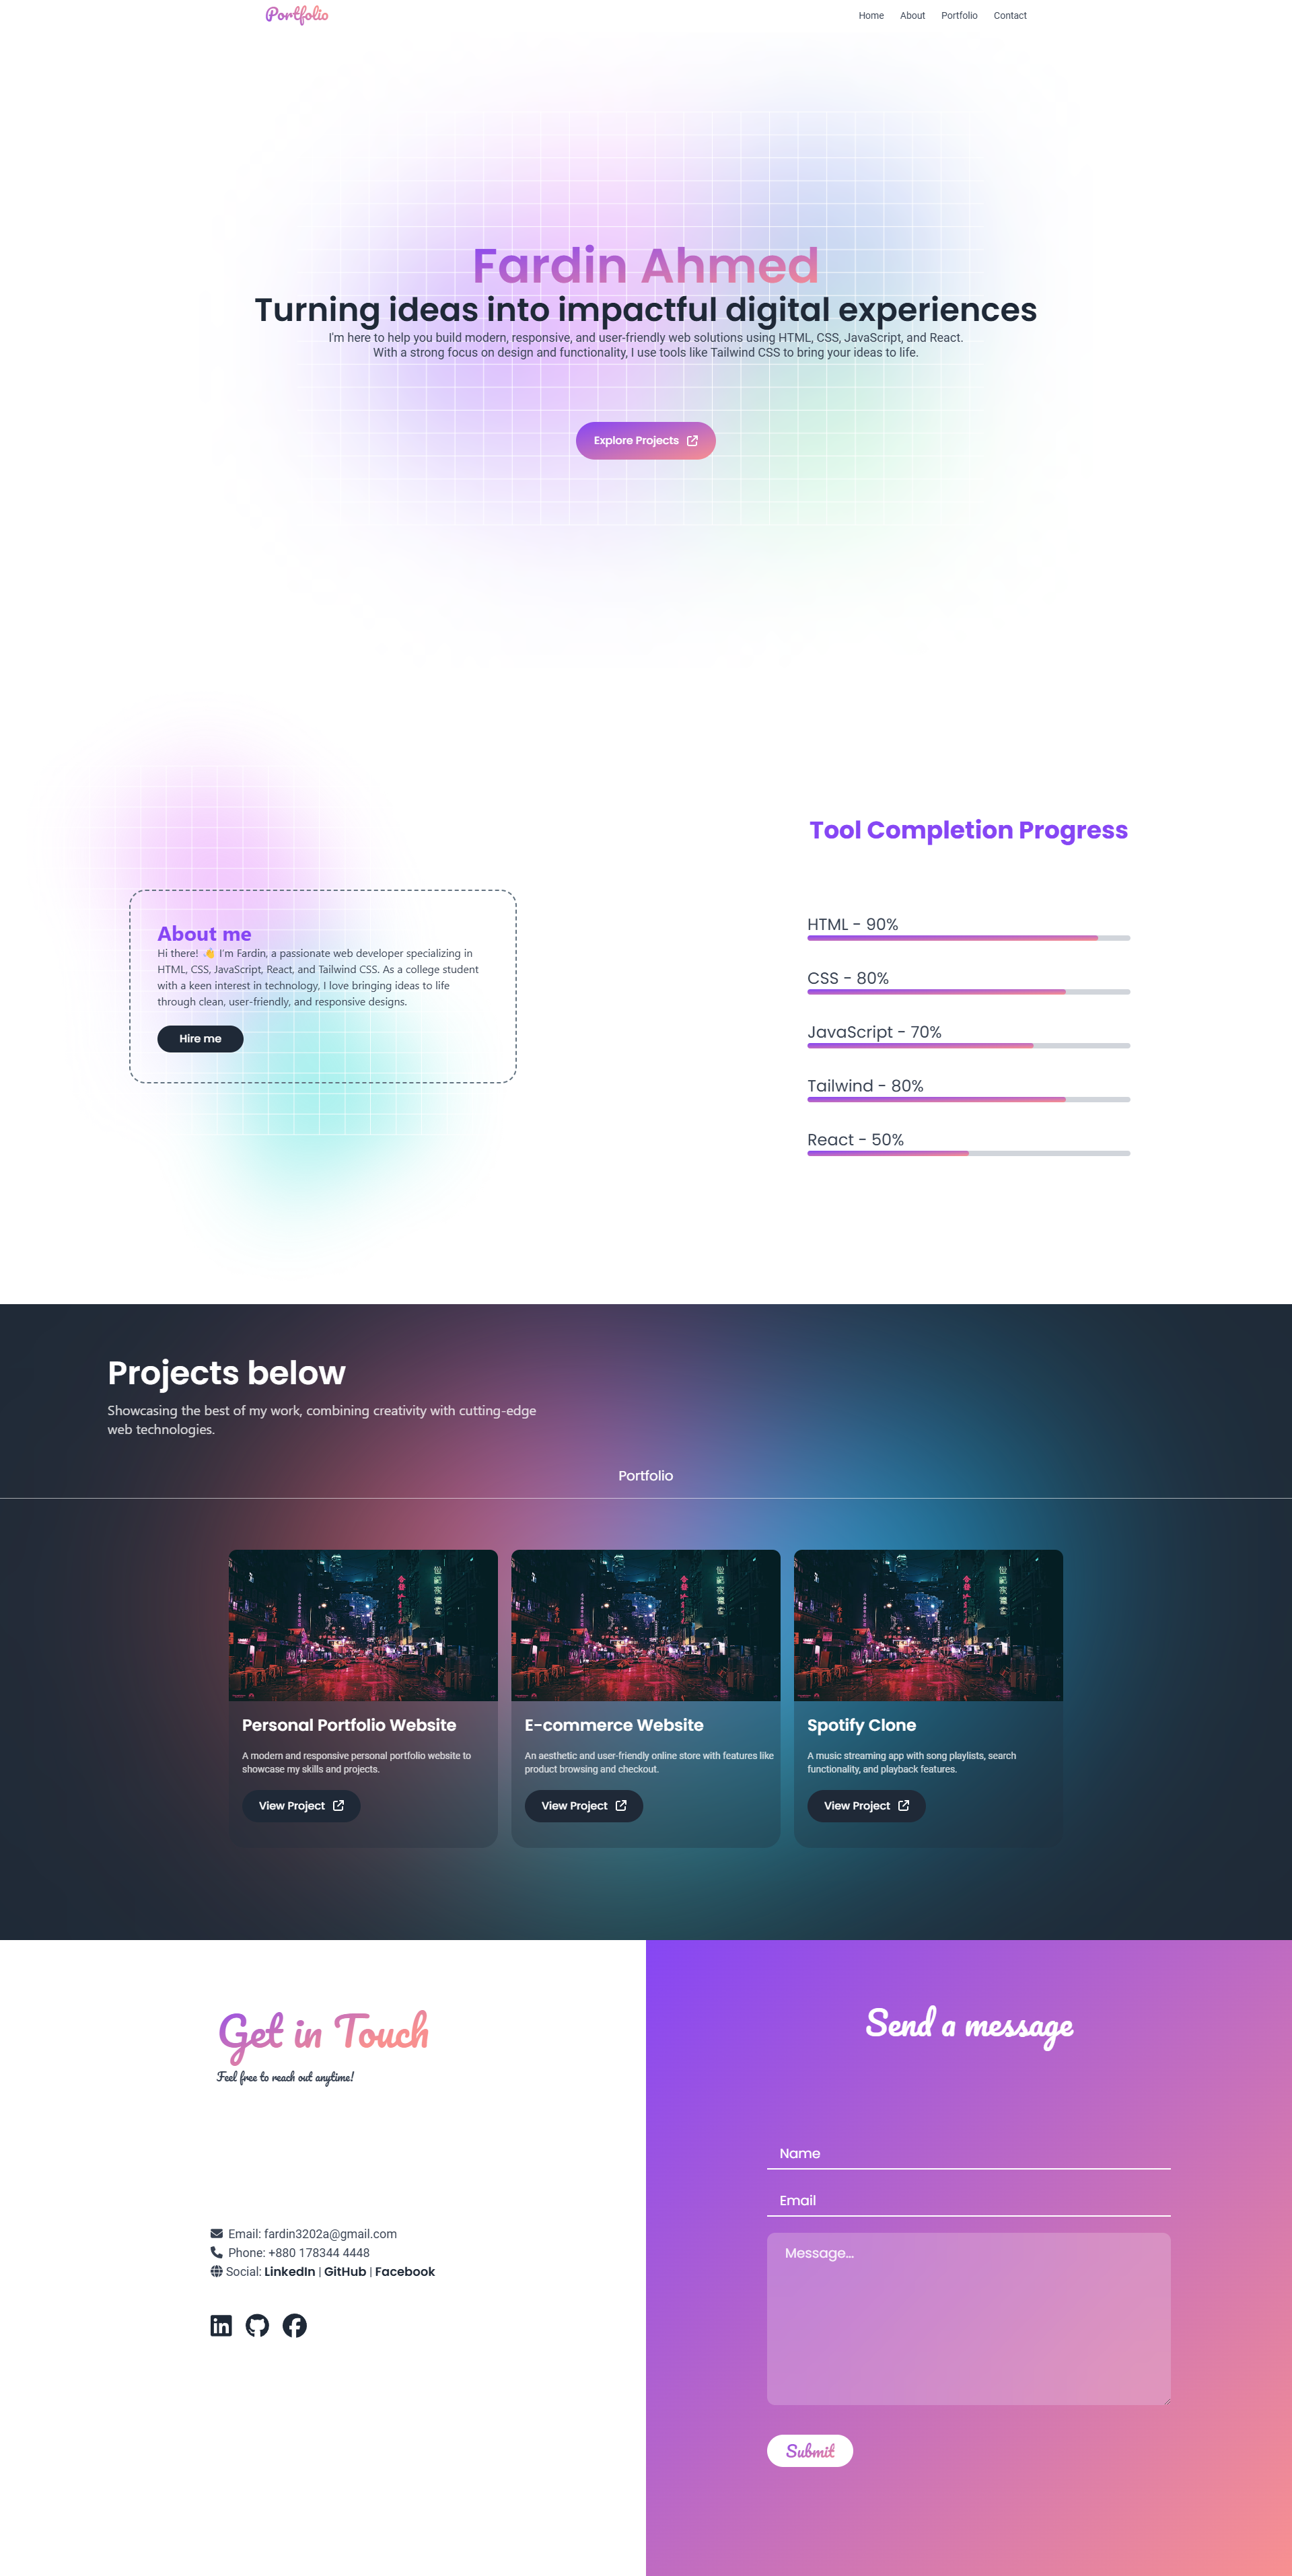 Portfolio
Home About Portfolio Contact
Fardin Ahmed
Turning ideas into impactful digital experiences
I'm here to help you build modern, responsive, and user-friendly web solutions using HTML, CSS, JavaScript, and React.
With a strong focus on design and functionality, I use tools like Tailwind CSS to bring your ideas to life.
Explore Projects
About me
Hi there! 👋 I'm Fardin, a passionate web developer specializing in
HTML, CSS, JavaScript, React, and Tailwind CSS. As a college student
with a keen interest in technology, I love bringing ideas to life
through clean, user-friendly, and responsive designs.
Hire me
Tool Completion Progress
HTML - 90%
CSS - 80%
JavaScript - 70%
Tailwind - 80%
React - 50%
Projects below
Showcasing the best of my work, combining creativity with cutting-edge
web technologies.
Portfolio
Personal Portfolio Website
A modern and responsive personal portfolio website to
showcase my skills and projects.
View Project
E-commerce Website
An aesthetic and user-friendly online store with features like
product browsing and checkout.
View Project
Spotify Clone
A music streaming app with song playlists, search
functionality, and playback features.
View Project
Get in Touch
Feel free to reach out anytime!
Email: fardin3202a@gmail.com
Phone: +880 178344 4448
Social: LinkedIn | GitHub | Facebook
Send a message
Name
Email
Message...
Submit